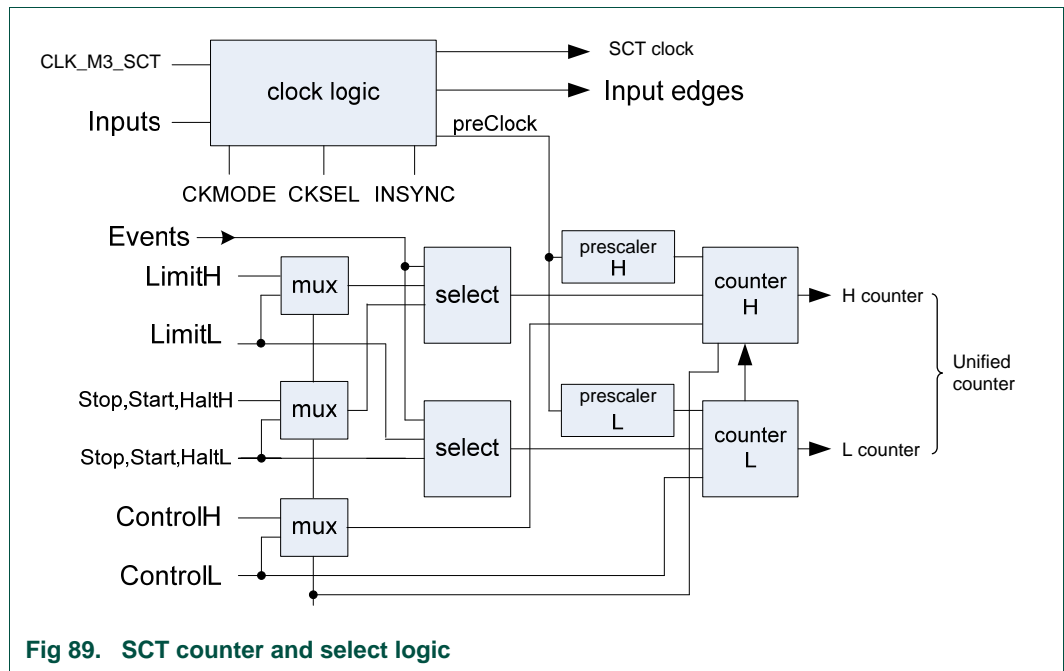 CLK_M3_SCT
Inputs
clock logic
SCT clock
Input edges
preClock
CKMODE CKSEL INSYNC
Events
LimitH
LimitL
Stop,Start,HaltH
Stop,Start,HaltL
ControlH
ControlL
mux
mux
mux
select
select
prescaler
H
prescaler
L
counter
H
counter
L
H counter
L counter
Unified
counter
Fig 89. SCT counter and select logic